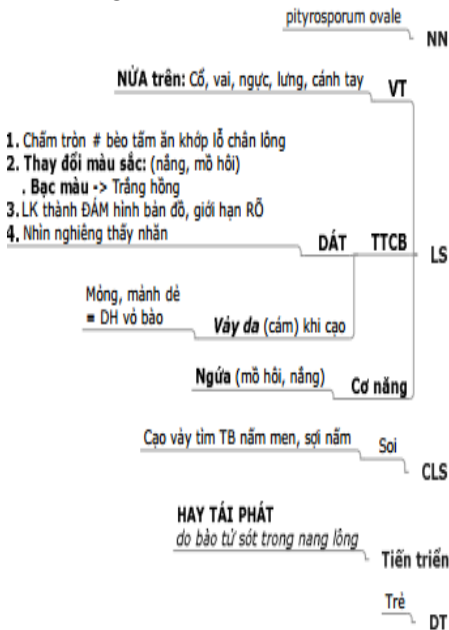 pityrosporum ovale
NN
NỬA trên: Cổ, vai, ngực, lưng, cánh tay
VT
1. Chấm tròn # bèo tấm ăn khớp lỗ chân lông
2. Thay đổi màu sắc: (nắng, mồ hôi)
. Bạc màu -> Trắng hồng
3. LK thành ĐÁM hình bản đồ, giới hạn RÕ
4. Nhìn nghiêng thấy nhăn
DÁT
TTCB
LS
Mỏng, mảnh dẻ
= DH vỏ bào
Vảy da (cám) khi cạo
Ngứa (mồ hôi, nắng)
Cơ năng
Cạo vảy tìm TB nấm men, sợi nấm
Soi
CLS
HAY TÁI PHÁT
do bào tử sót trong nang lông
Tiến triển
Trẻ
DT